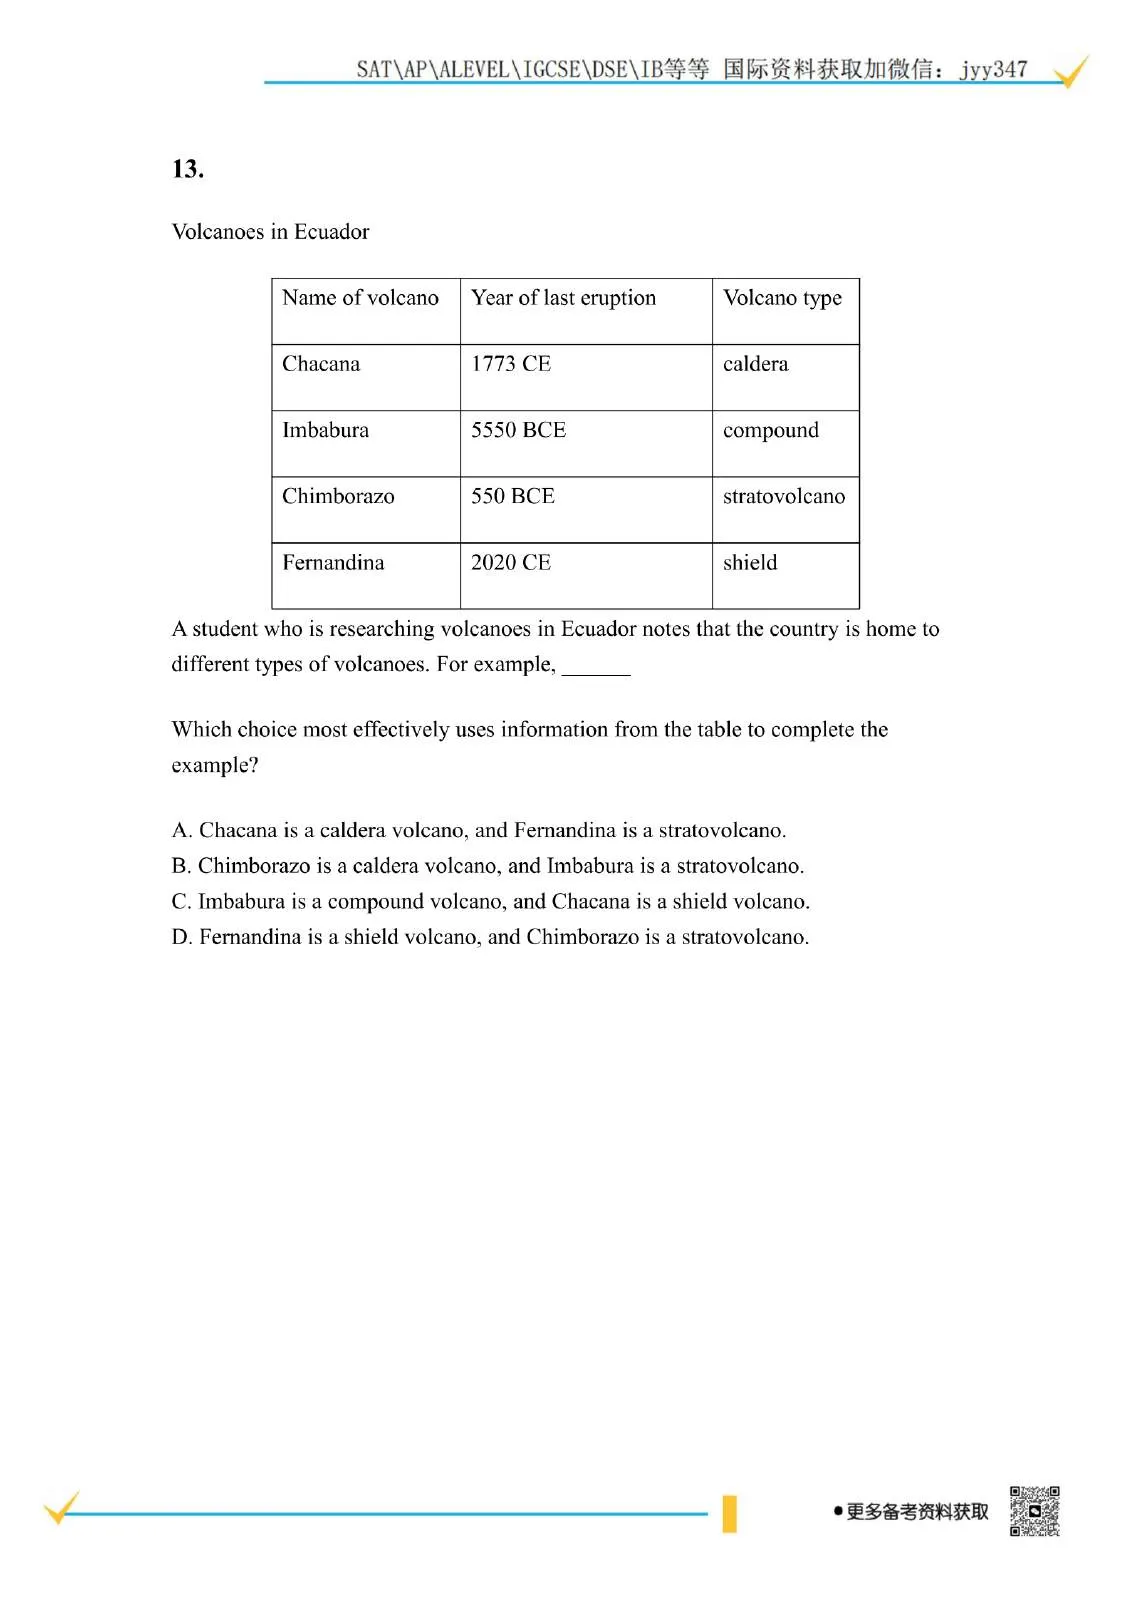 SAT\AP\ALEVEL\IGCSE\DSE\IB等等 国际资料获取加微信：jyy347
13.
Volcanoes in Ecuador
Name of volcano Year of last eruption Volcano type
Chacana 1773 CE caldera
Imbabura 5550 BCE compound
Chimborazo 550 BCE stratovolcano
Fernandina 2020 CE shield
A student who is researching volcanoes in Ecuador notes that the country is home to
different types of volcanoes. For example, ______
Which choice most effectively uses information from the table to complete the
example?
A. Chacana is a caldera volcano, and Fernandina is a stratovolcano.
B. Chimborazo is a caldera volcano, and Imbabura is a stratovolcano.
C. Imbabura is a compound volcano, and Chacana is a shield volcano.
D. Fernandina is a shield volcano, and Chimborazo is a stratovolcano.
•更多备考资料获取